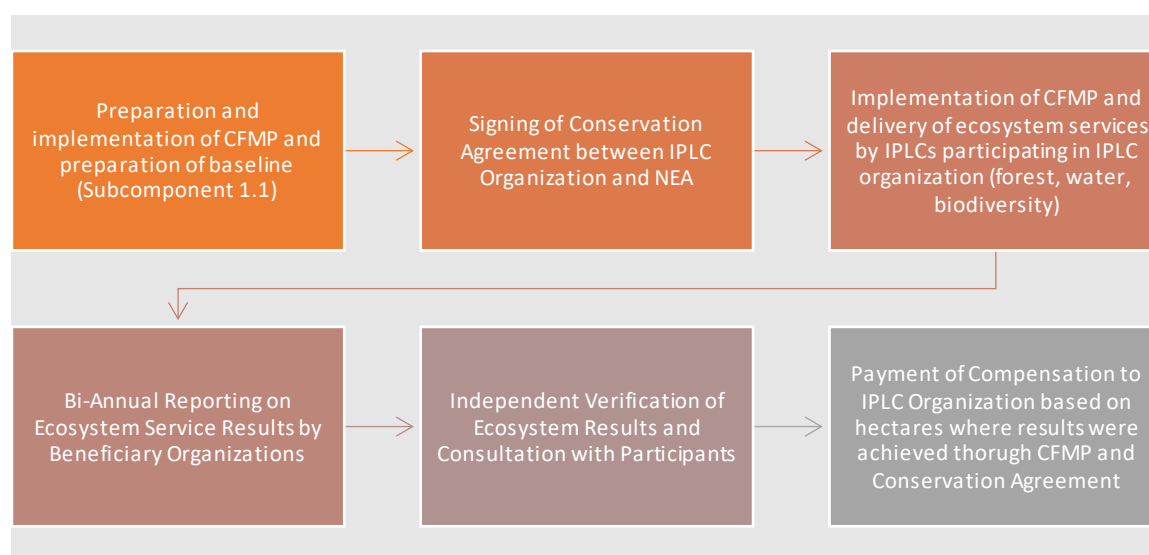 Preparation and
implementation of CFMP and
preparation of baseline
(Subcomponent 1.1)
Signing of Conservation
Agreement between IPLC
Organization and NEA
Implementation of CFMP and
delivery of ecosystem services
by IPLCs participating in IPLC
organization (forest, water,
biodiversity)
Bi-Annual Reporting on
Ecosystem Service Results by
Beneficiary Organizations
Independent Verification of
Ecosystem Results and
Consultation with Participants
Payment of Compensation to
IPLC Organization based on
hectares where results were
achieved thorugh CFMP and
Conservation Agreement